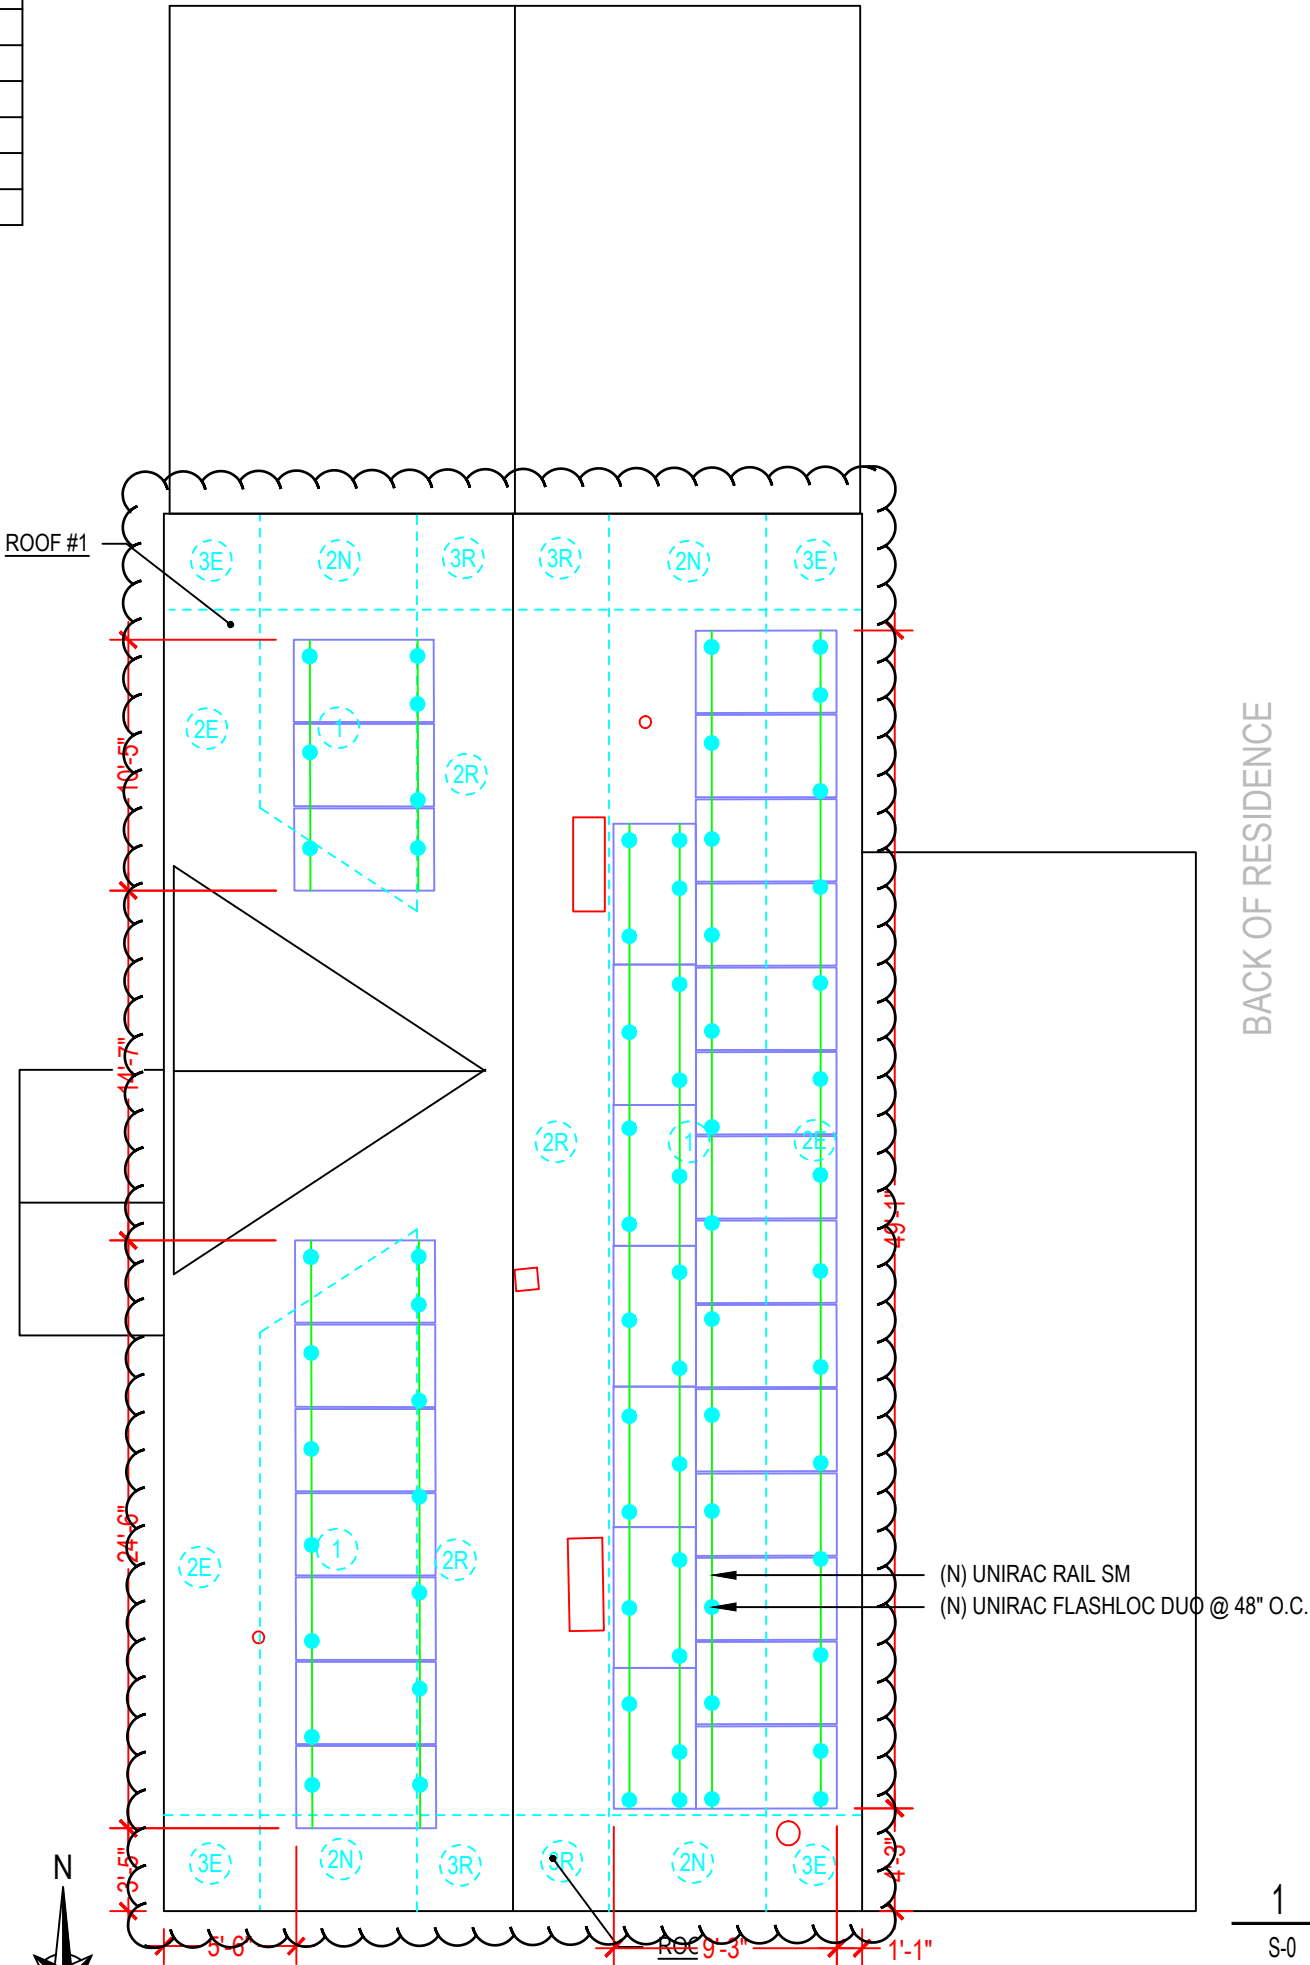 ROOF #1
3E
2N
3R
3R
2N
3E
2E
1
2R
10'-5"
BACK OF RESIDENCE
14'-7"
2R
1
2E
49'-1"
24'-6"
2E
1
2R
(N) UNIRAC RAIL SM
(N) UNIRAC FLASHLOC DUO @ 48" O.C.
3E
2N
3R
3R
2N
3E
3'-5"
4'-3"
N
5'-6"
9'-3"
1'-1"
1
S-0